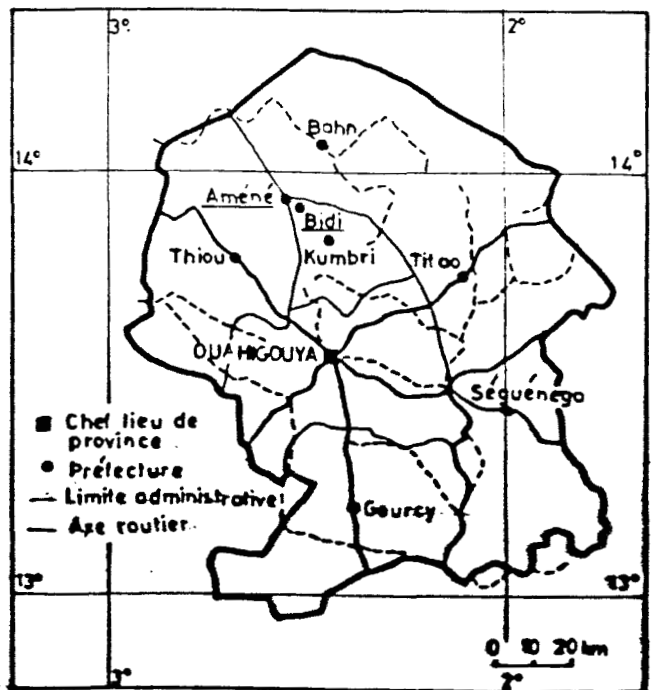 3° 2°
Bahn
14° 14°
Améné
Bidi
Thiou Kumbri Titao
OUAHIGOUYA
Séguénéga
■ Chef lieu de
province
● Préfecture
Limite administrative
Axe routier
Gourcy
13° 13°
0 10 20 km
3° 2°